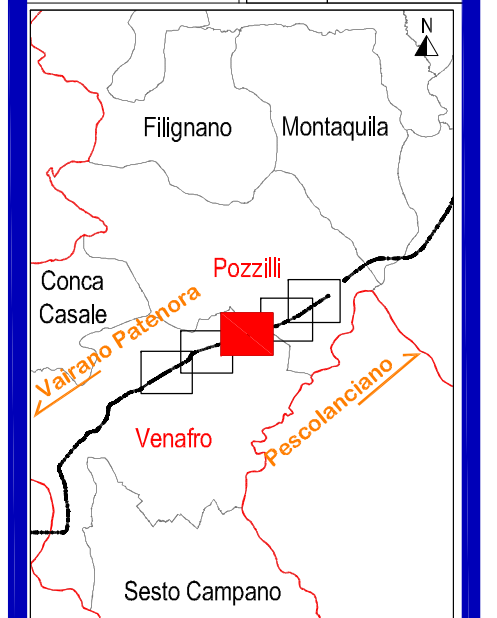 N
Filignano
Montaquila
Pozzilli
Conca
Casale
Vairano Patenora
Pescolanciano
Venafro
Sesto Campano